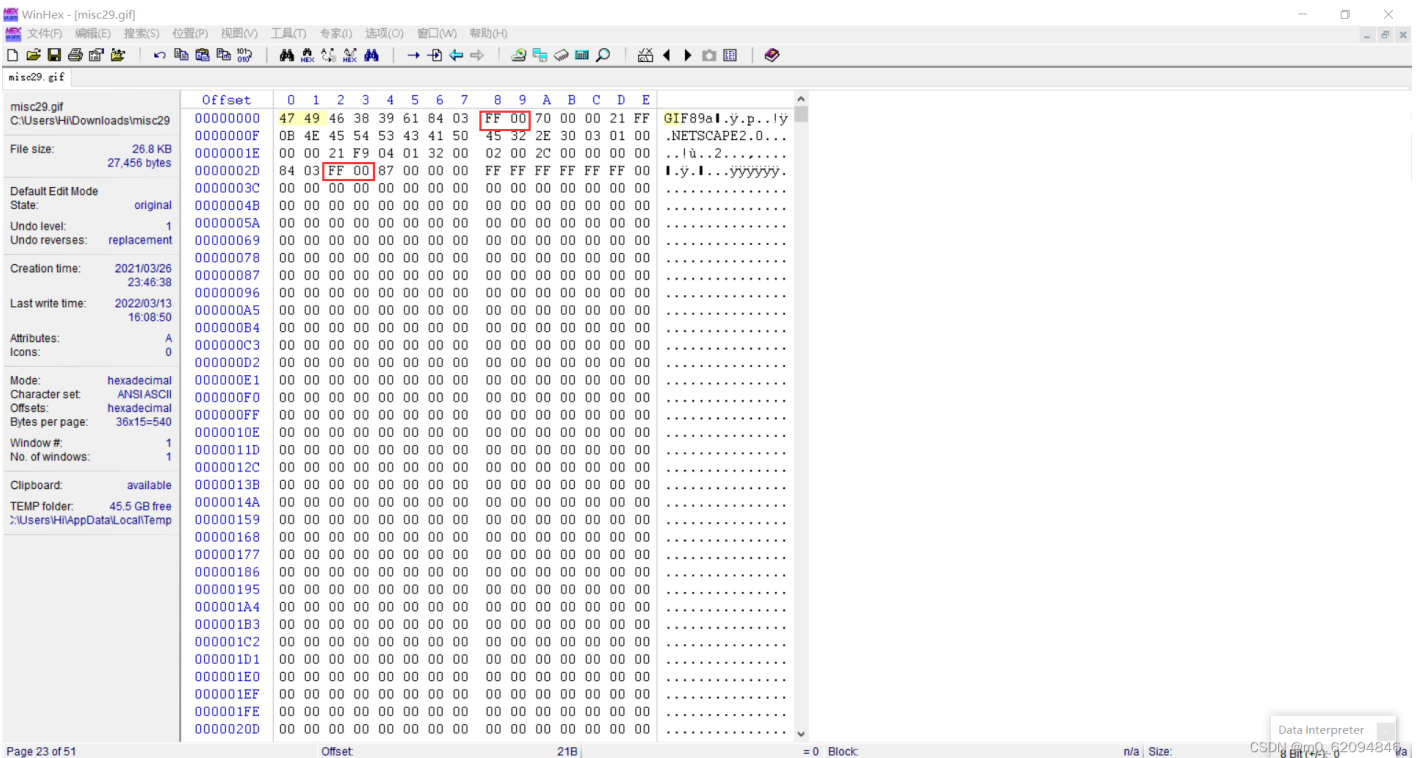 WinHex - [misc29.gif]
文件(F) 编辑(E) 搜索(S) 位置(P) 视图(V) 工具(T) 专家(I) 选项(O) 窗口(W) 帮助(H)
misc29.gif
misc29.gif
C:\Users\Hi\Downloads\misc29
File size: 26.8 KB
27,456 bytes
Default Edit Mode
State: original
Undo level: 1
Undo reverses: replacement
Creation time: 2021/03/26
23:46:38
Last write time: 2022/03/13
16:08:50
Attributes: A
Icons: 0
Mode: hexadecimal
Character set: ANSI ASCII
Offsets: hexadecimal
Bytes per page: 36x15=540
Window #: 1
No. of windows: 1
Clipboard: available
TEMP folder: 45.5 GB free
:\Users\Hi\AppData\Local\Temp
Offset 0 1 2 3 4 5 6 7 8 9 A B C D E
00000000 47 49 46 38 39 61 84 03 FF 00 70 00 00 21 FF GIF89a▌.ÿ.p..!ÿ
0000000F 0B 4E 45 54 53 43 41 50 45 32 2E 30 03 01 00 .NETSCAPE2.0...
0000001E 00 00 21 F9 04 01 32 00 02 00 2C 00 00 00 00 ..!ù..2...,....
0000002D 84 03 FF 00 87 00 00 00 FF FF FF FF FF FF 00 ▌.ÿ.▌...ÿÿÿÿÿÿ.
0000003C 00 00 00 00 00 00 00 00 00 00 00 00 00 00 00 ...............
0000004B 00 00 00 00 00 00 00 00 00 00 00 00 00 00 00 ...............
0000005A 00 00 00 00 00 00 00 00 00 00 00 00 00 00 00 ...............
00000069 00 00 00 00 00 00 00 00 00 00 00 00 00 00 00 ...............
00000078 00 00 00 00 00 00 00 00 00 00 00 00 00 00 00 ...............
00000087 00 00 00 00 00 00 00 00 00 00 00 00 00 00 00 ...............
00000096 00 00 00 00 00 00 00 00 00 00 00 00 00 00 00 ...............
000000A5 00 00 00 00 00 00 00 00 00 00 00 00 00 00 00 ...............
000000B4 00 00 00 00 00 00 00 00 00 00 00 00 00 00 00 ...............
000000C3 00 00 00 00 00 00 00 00 00 00 00 00 00 00 00 ...............
000000D2 00 00 00 00 00 00 00 00 00 00 00 00 00 00 00 ...............
000000E1 00 00 00 00 00 00 00 00 00 00 00 00 00 00 00 ...............
000000F0 00 00 00 00 00 00 00 00 00 00 00 00 00 00 00 ...............
000000FF 00 00 00 00 00 00 00 00 00 00 00 00 00 00 00 ...............
0000010E 00 00 00 00 00 00 00 00 00 00 00 00 00 00 00 ...............
0000011D 00 00 00 00 00 00 00 00 00 00 00 00 00 00 00 ...............
0000012C 00 00 00 00 00 00 00 00 00 00 00 00 00 00 00 ...............
0000013B 00 00 00 00 00 00 00 00 00 00 00 00 00 00 00 ...............
0000014A 00 00 00 00 00 00 00 00 00 00 00 00 00 00 00 ...............
00000159 00 00 00 00 00 00 00 00 00 00 00 00 00 00 00 ...............
00000168 00 00 00 00 00 00 00 00 00 00 00 00 00 00 00 ...............
00000177 00 00 00 00 00 00 00 00 00 00 00 00 00 00 00 ...............
00000186 00 00 00 00 00 00 00 00 00 00 00 00 00 00 00 ...............
00000195 00 00 00 00 00 00 00 00 00 00 00 00 00 00 00 ...............
000001A4 00 00 00 00 00 00 00 00 00 00 00 00 00 00 00 ...............
000001B3 00 00 00 00 00 00 00 00 00 00 00 00 00 00 00 ...............
000001C2 00 00 00 00 00 00 00 00 00 00 00 00 00 00 00 ...............
000001D1 00 00 00 00 00 00 00 00 00 00 00 00 00 00 00 ...............
000001E0 00 00 00 00 00 00 00 00 00 00 00 00 00 00 00 ...............
000001EF 00 00 00 00 00 00 00 00 00 00 00 00 00 00 00 ...............
000001FE 00 00 00 00 00 00 00 00 00 00 00 00 00 00 00 ...............
0000020D 00 00 00 00 00 00 00 00 00 00 00 00 00 00 00 ...............
Data Interpreter
8 Bit (+/-): 0
Page 23 of 51 Offset: 21B = 0 Block: n/a Size: n/a
CSDN @m0_62094846